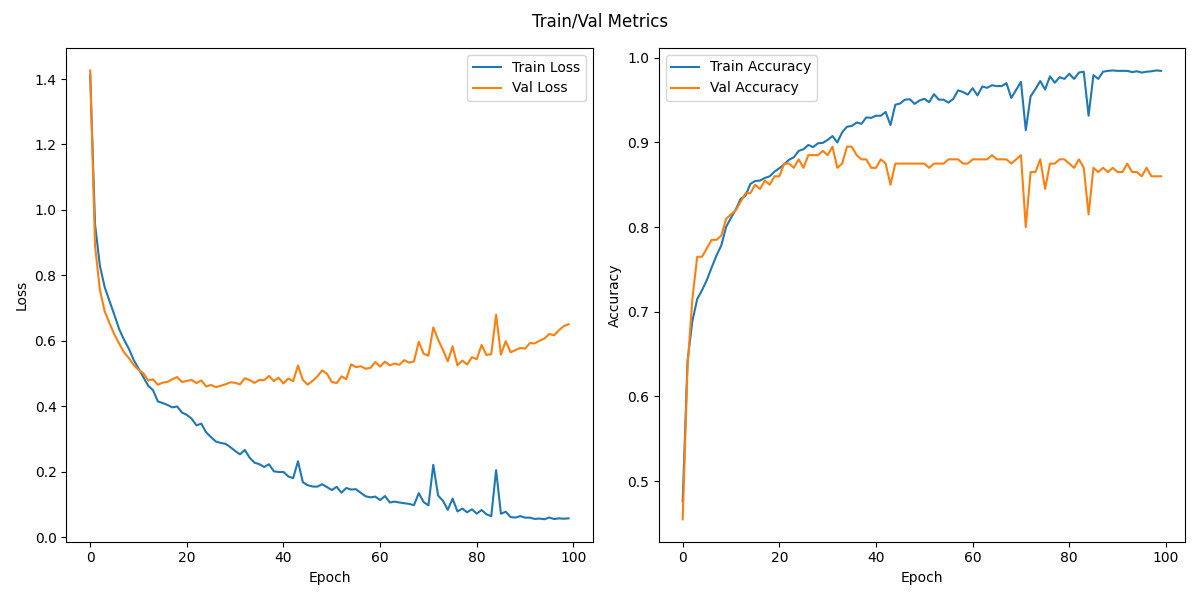 Train/Val Metrics
Train Loss
Val Loss
1.4
1.2
1.0
0.8
0.6
0.4
0.2
0.0
Loss
0
20
40
60
80
100
Epoch
Train Accuracy
Val Accuracy
1.0
0.9
0.8
0.7
0.6
0.5
Accuracy
0
20
40
60
80
100
Epoch